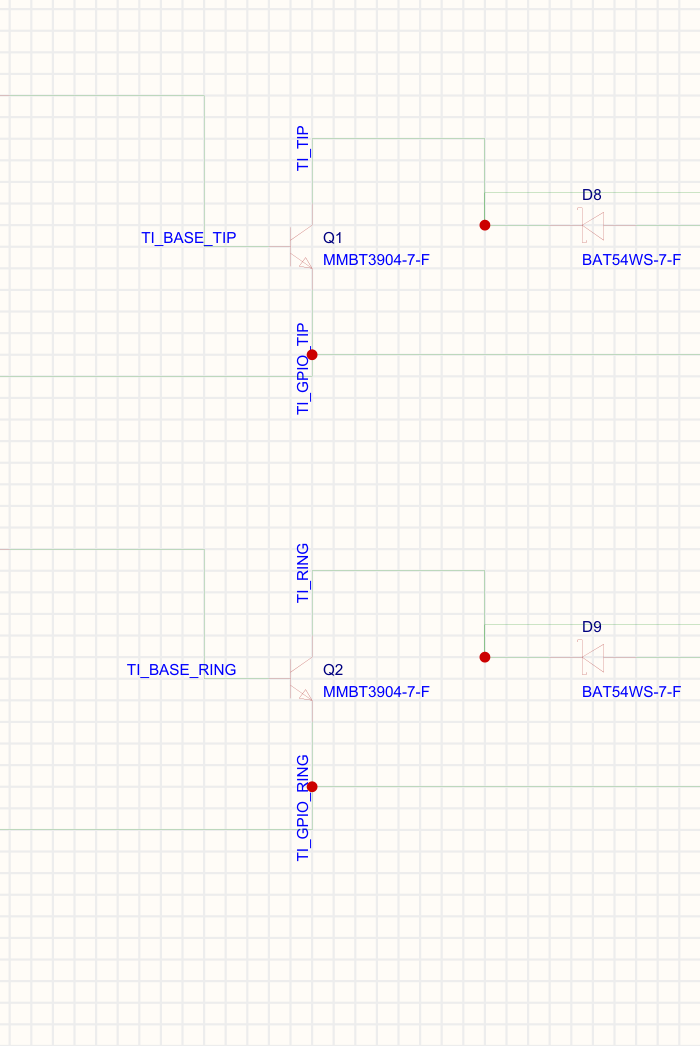 TI_TIP
D8
TI_BASE_TIP
Q1
MMBT3904-7-F
BAT54WS-7-F
TI_GPIO_TIP
TI_RING
D9
TI_BASE_RING
Q2
MMBT3904-7-F
BAT54WS-7-F
TI_GPIO_RING